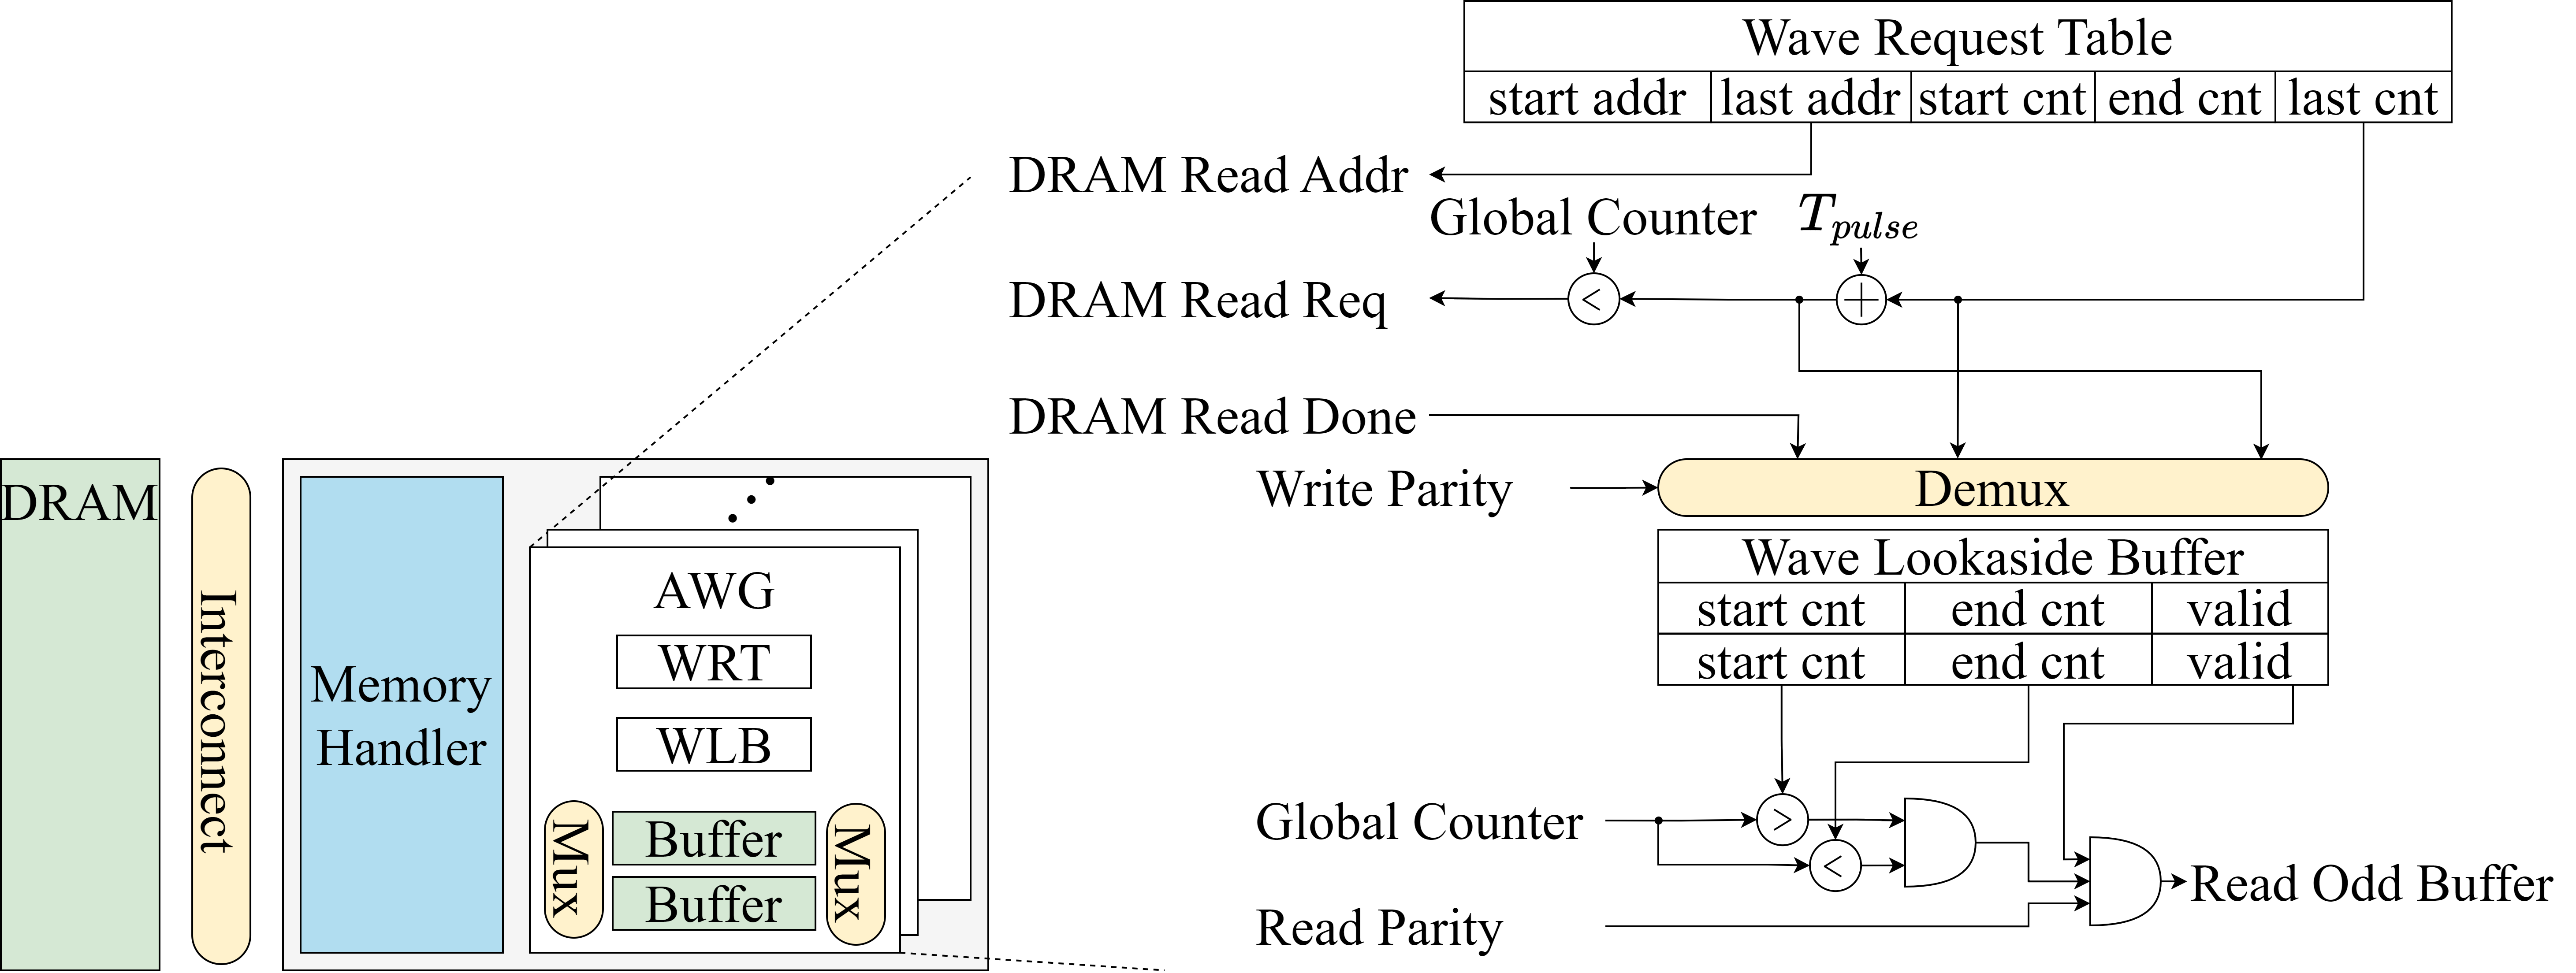 Wave Request Table
start addr last addr start cnt end cnt last cnt
DRAM Read Addr
Global Counter T_pulse
DRAM Read Req <
+
DRAM Read Done
Write Parity Demux
Wave Lookaside Buffer
start cnt end cnt valid
start cnt end cnt valid
Global Counter >
<
Read Odd Buffer
Read Parity
DRAM
Interconnect
Memory
Handler
AWG
WRT
WLB
Mux
Buffer
Buffer
Mux